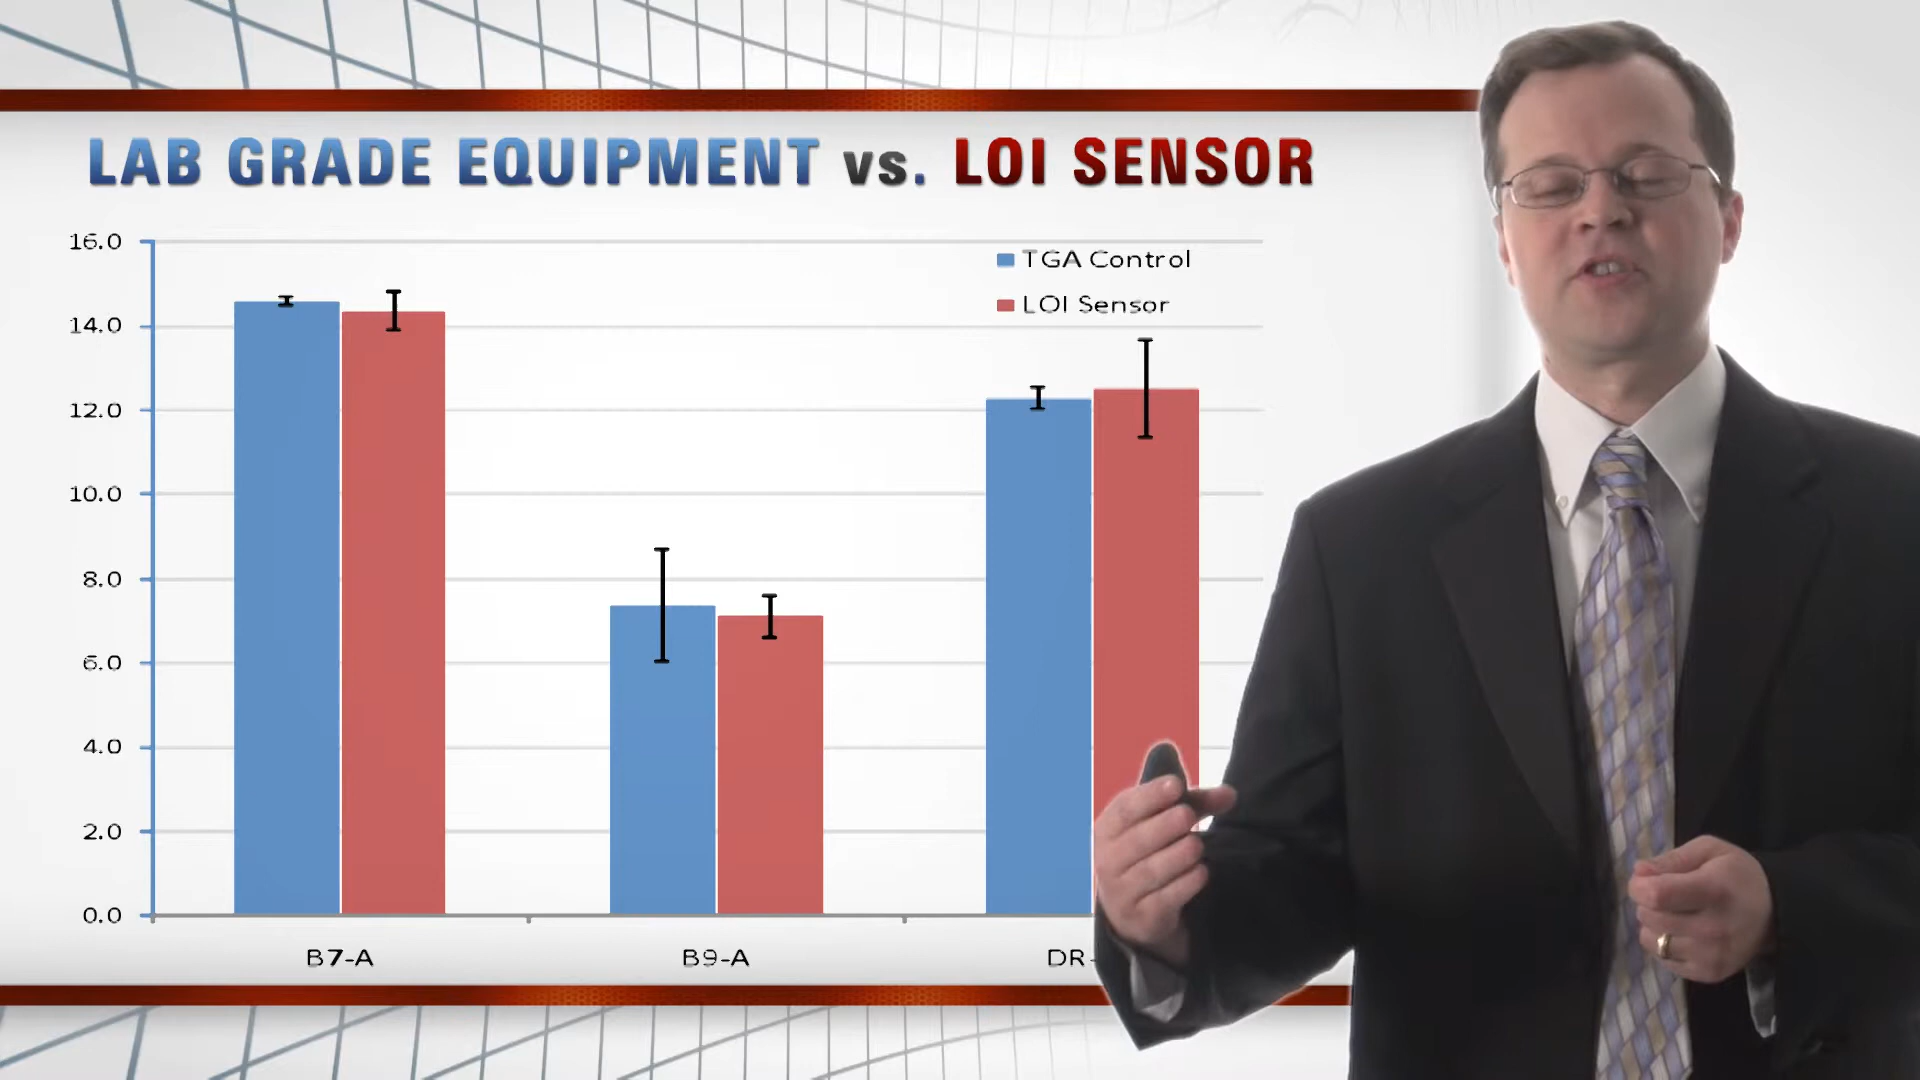 LAB GRADE EQUIPMENT vs. LOI SENSOR
16.0
TGA Control
LOI Sensor
14.0
12.0
10.0
8.0
6.0
4.0
2.0
0.0
B7-A
B9-A
DR-